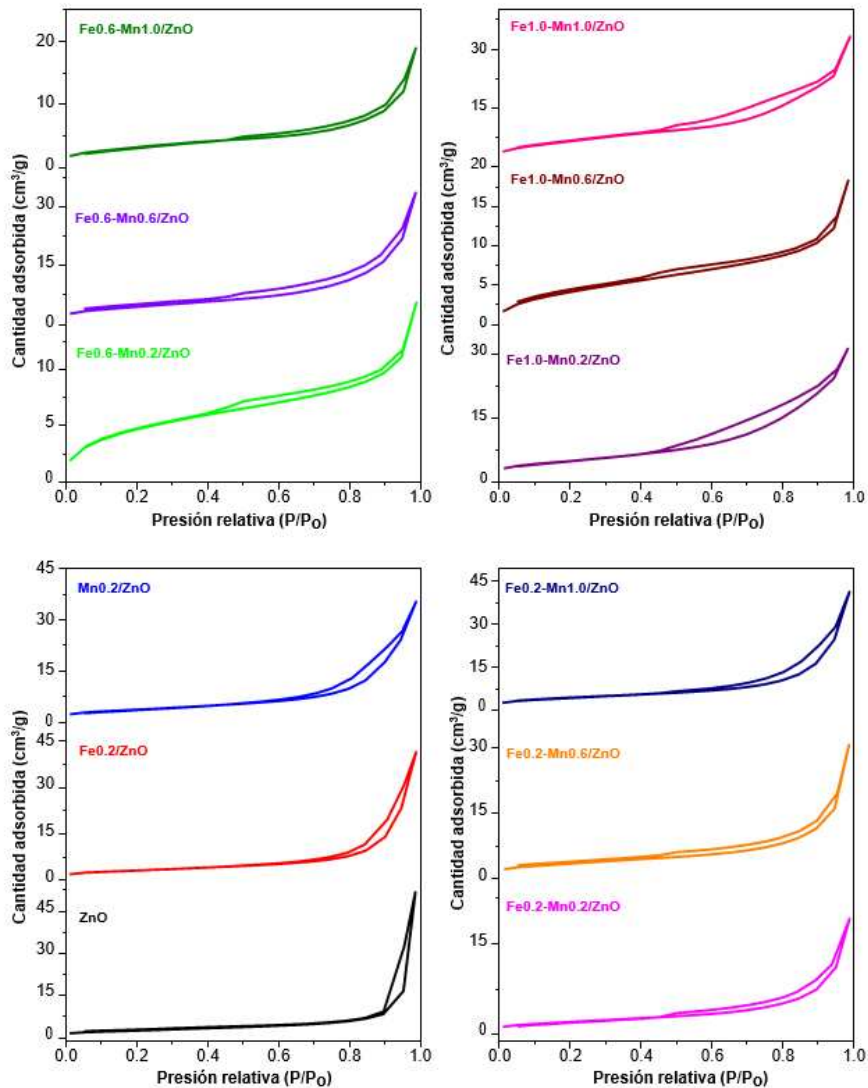 Cantidad adsorbida (cm³/g)
20
Fe0.6-Mn1.0/ZnO
10
0
30
Fe0.6-Mn0.6/ZnO
15
0
Fe0.6-Mn0.2/ZnO
10
5
0
0.0 0.2 0.4 0.6 0.8 1.0
Presión relativa (P/PO)
Cantidad adsorbida (cm³/g)
Fe1.0-Mn1.0/ZnO
30
15
20
Fe1.0-Mn0.6/ZnO
15
10
5
0
30
Fe1.0-Mn0.2/ZnO
15
0
0.0 0.2 0.4 0.6 0.8 1.0
Presión relativa (P/PO)
Cantidad adsorbida (cm³/g)
45
Mn0.2/ZnO
30
15
0
45
Fe0.2/ZnO
30
15
0
45
ZnO
30
15
0
0.0 0.2 0.4 0.6 0.8 1.0
Presión relativa (P/PO)
Cantidad adsorbida (cm³/g)
45
Fe0.2-Mn1.0/ZnO
30
15
0
30
Fe0.2-Mn0.6/ZnO
15
0
Fe0.2-Mn0.2/ZnO
15
0
0.0 0.2 0.4 0.6 0.8 1.0
Presión relativa (P/PO)